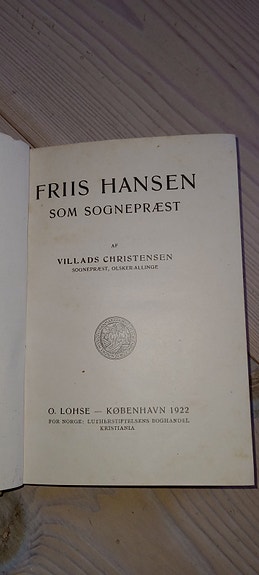 FRIIS HANSEN
SOM SOGNEPRÆST
AF
VILLADS CHRISTENSEN
SOGNEPRÆST, OLSKER-ALLINGE
O. LOHSE — KØBENHAVN 1922
FOR NORGE: LUTHERSTIFTELSENS BOGHANDEL
KRISTIANIA